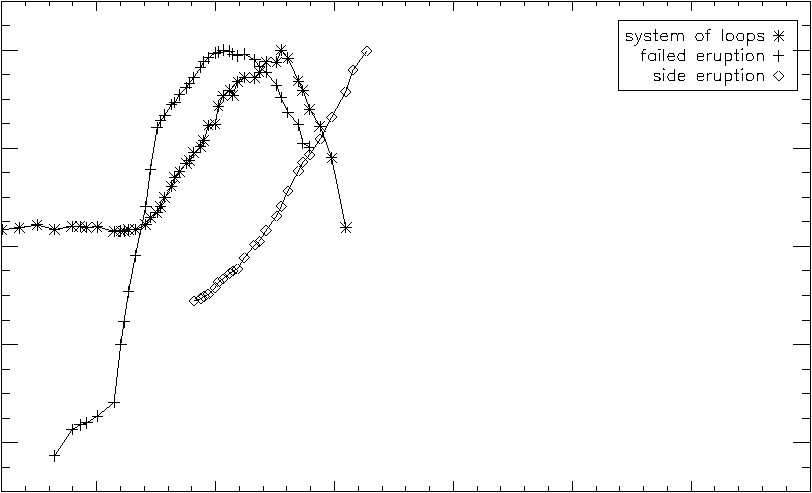 system of loops
failed eruption
side eruption